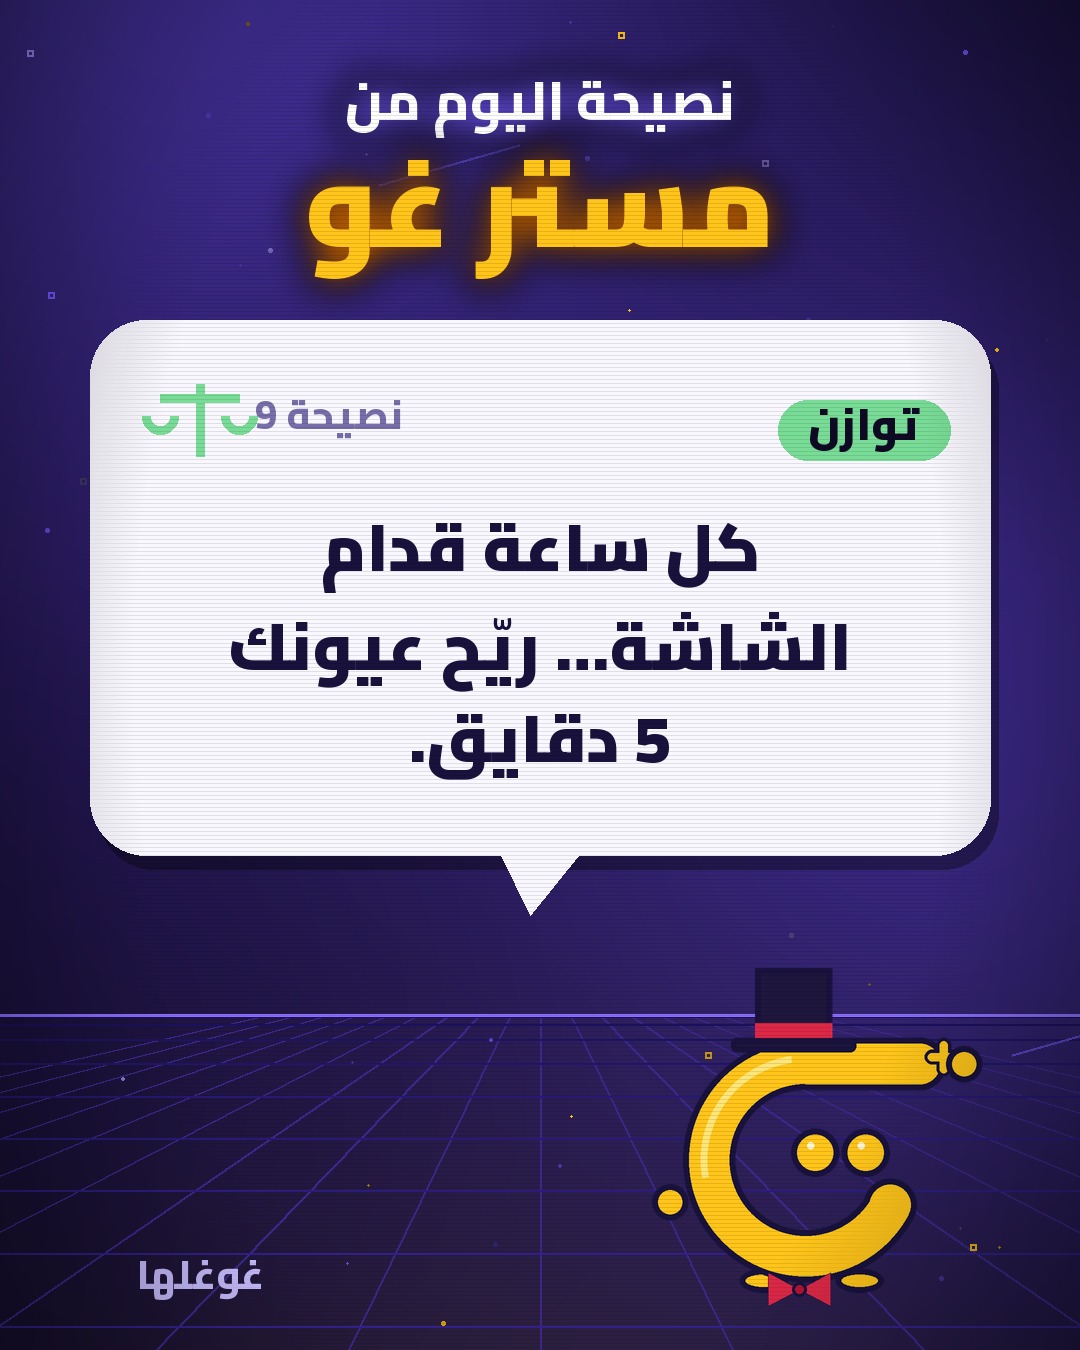 نصيحة اليوم من
مستر غو
توازن
نصيحة 9
كل ساعة قدام
الشاشة... ريّح عيونك
5 دقايق.
غوغلها